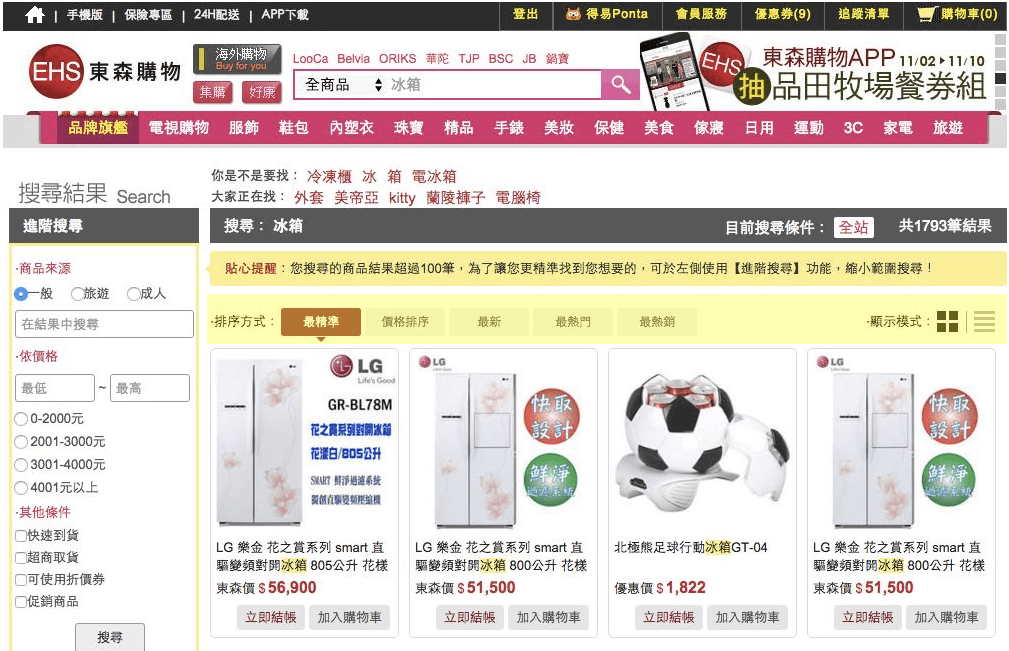 手機版 | 保險專區 | 24H配送 | APP下載
登出 得易Ponta 會員服務 優惠券(9) 追蹤清單 購物車(0)
EHS 東森購物
海外購物
Buy for you
集購 好康
LooCa Belvia ORIKS 華陀 TJP BSC JB 鍋寶
全商品 冰箱
EHS
東森購物APP 11/02▶11/10
抽品田牧場餐券組
品牌旗艦 電視購物 服飾 鞋包 內塑衣 珠寶 精品 手錶 美妝 保健 美食 傢寢 日用 運動 3C 家電 旅遊
你是不是要找： 冷凍櫃 冰 箱 電冰箱
大家正在找： 外套 美帝亞 kitty 蘭陵褲子 電腦椅
搜尋結果 Search
進階搜尋
·商品來源
一般 旅遊 成人
在結果中搜尋
·依價格
最低 ~ 最高
0-2000元
2001-3000元
3001-4000元
4001元以上
·其他條件
快速到貨
超商取貨
可使用折價券
促銷商品
搜尋
搜尋： 冰箱 目前搜尋條件： 全站 共1793筆結果
貼心提醒：您搜尋的商品結果超過100筆，為了讓您更精準找到您想要的，可於左側使用【進階搜尋】功能，縮小範圍搜尋！
·排序方式： 最精準 價格排序 最新 最熱門 最熱銷 ·顯示模式：
LG
Life's Good
GR-BL78M
花之賞系列對開冰箱
花漾白/805公升
SMART 鮮淨過濾系統
獨創直驅變頻壓縮機
LG 樂金 花之賞系列 smart 直
驅變頻對開冰箱 805公升 花樣
東森價 $ 56,900
立即結帳 加入購物車
LG
快取
設計
鮮淨
過濾系統
LG 樂金 花之賞系列 smart 直
驅變頻對開冰箱 800公升 花樣
東森價 $ 51,500
立即結帳 加入購物車
北極熊足球行動冰箱GT-04
優惠價 $ 1,822
立即結帳 加入購物車
LG
快取
設計
鮮淨
過濾系統
LG 樂金 花之賞系列 smart 直
驅變頻對開冰箱 800公升 花樣
東森價 $ 51,500
立即結帳 加入購物車